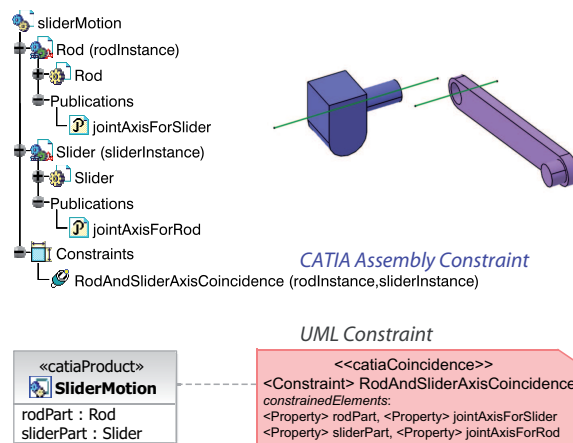 sliderMotion
Rod (rodInstance)
Rod
Publications
jointAxisForSlider
Slider (sliderInstance)
Slider
Publications
jointAxisForRod
Constraints
CATIA Assembly Constraint
RodAndSliderAxisCoincidence (rodInstance,sliderInstance)
UML Constraint
«catiaProduct»
SliderMotion
rodPart : Rod
sliderPart : Slider
<<catiaCoincidence>>
<Constraint> RodAndSliderAxisCoincidence
constrainedElements:
<Property> rodPart, <Property> jointAxisForSlider
<Property> sliderPart, <Property> jointAxisForRod